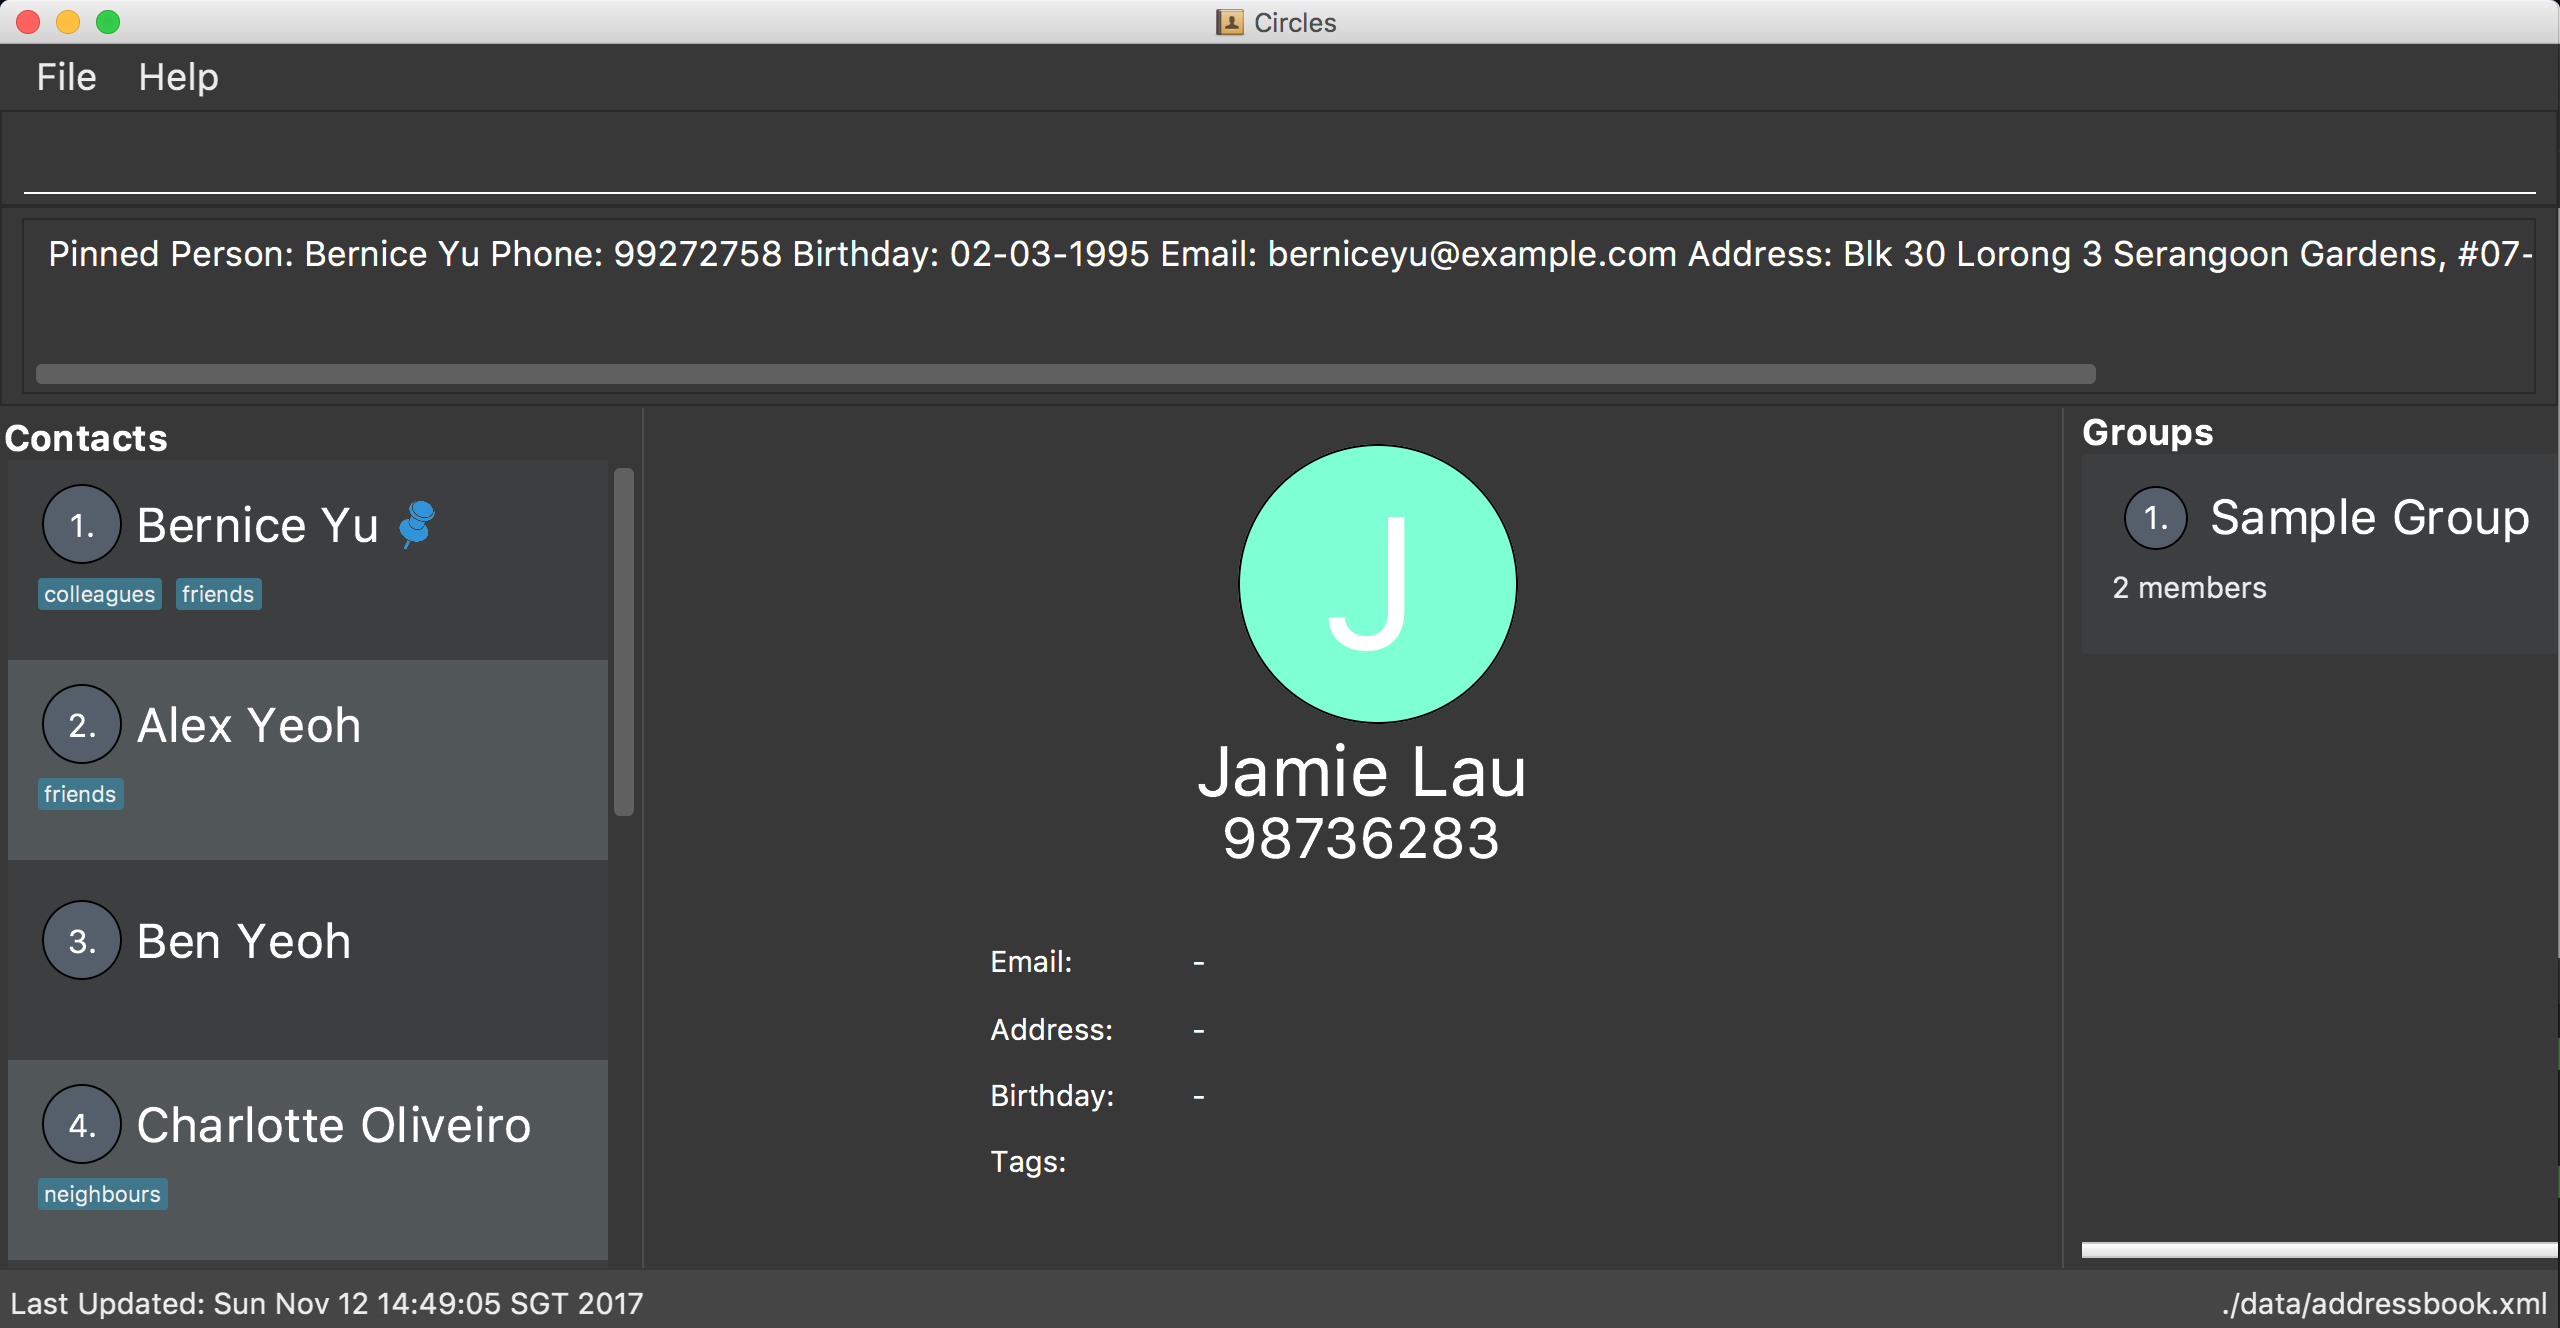 Circles
File Help
Pinned Person: Bernice Yu Phone: 99272758 Birthday: 02-03-1995 Email: berniceyu@example.com Address: Blk 30 Lorong 3 Serangoon Gardens, #07-
Contacts
1. Bernice Yu
colleagues friends
2. Alex Yeoh
friends
3. Ben Yeoh
4. Charlotte Oliveiro
neighbours
J
Jamie Lau
98736283
Email: -
Address: -
Birthday: -
Tags:
Groups
1. Sample Group
2 members
Last Updated: Sun Nov 12 14:49:05 SGT 2017
./data/addressbook.xml